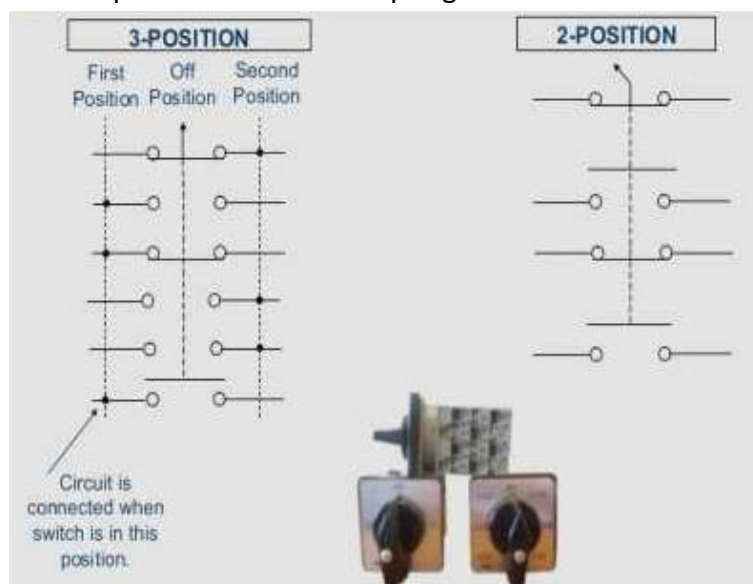 3-POSITION
2-POSITION
First Off Second
Position Position Position
Circuit is
connected when
switch is in this
position.